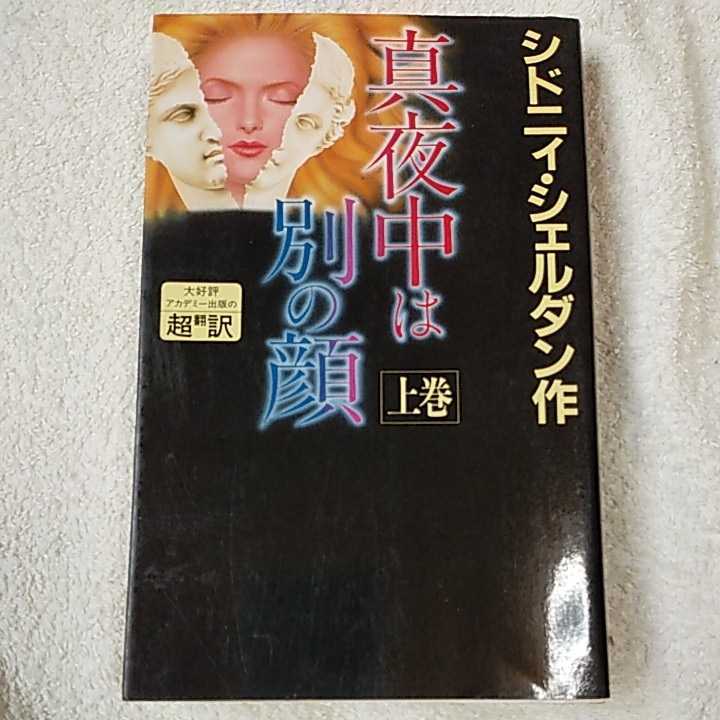 シドニィ・シェルダン作
真夜中は
別の顔
上巻
大好評
アカデミー出版の
超翻訳